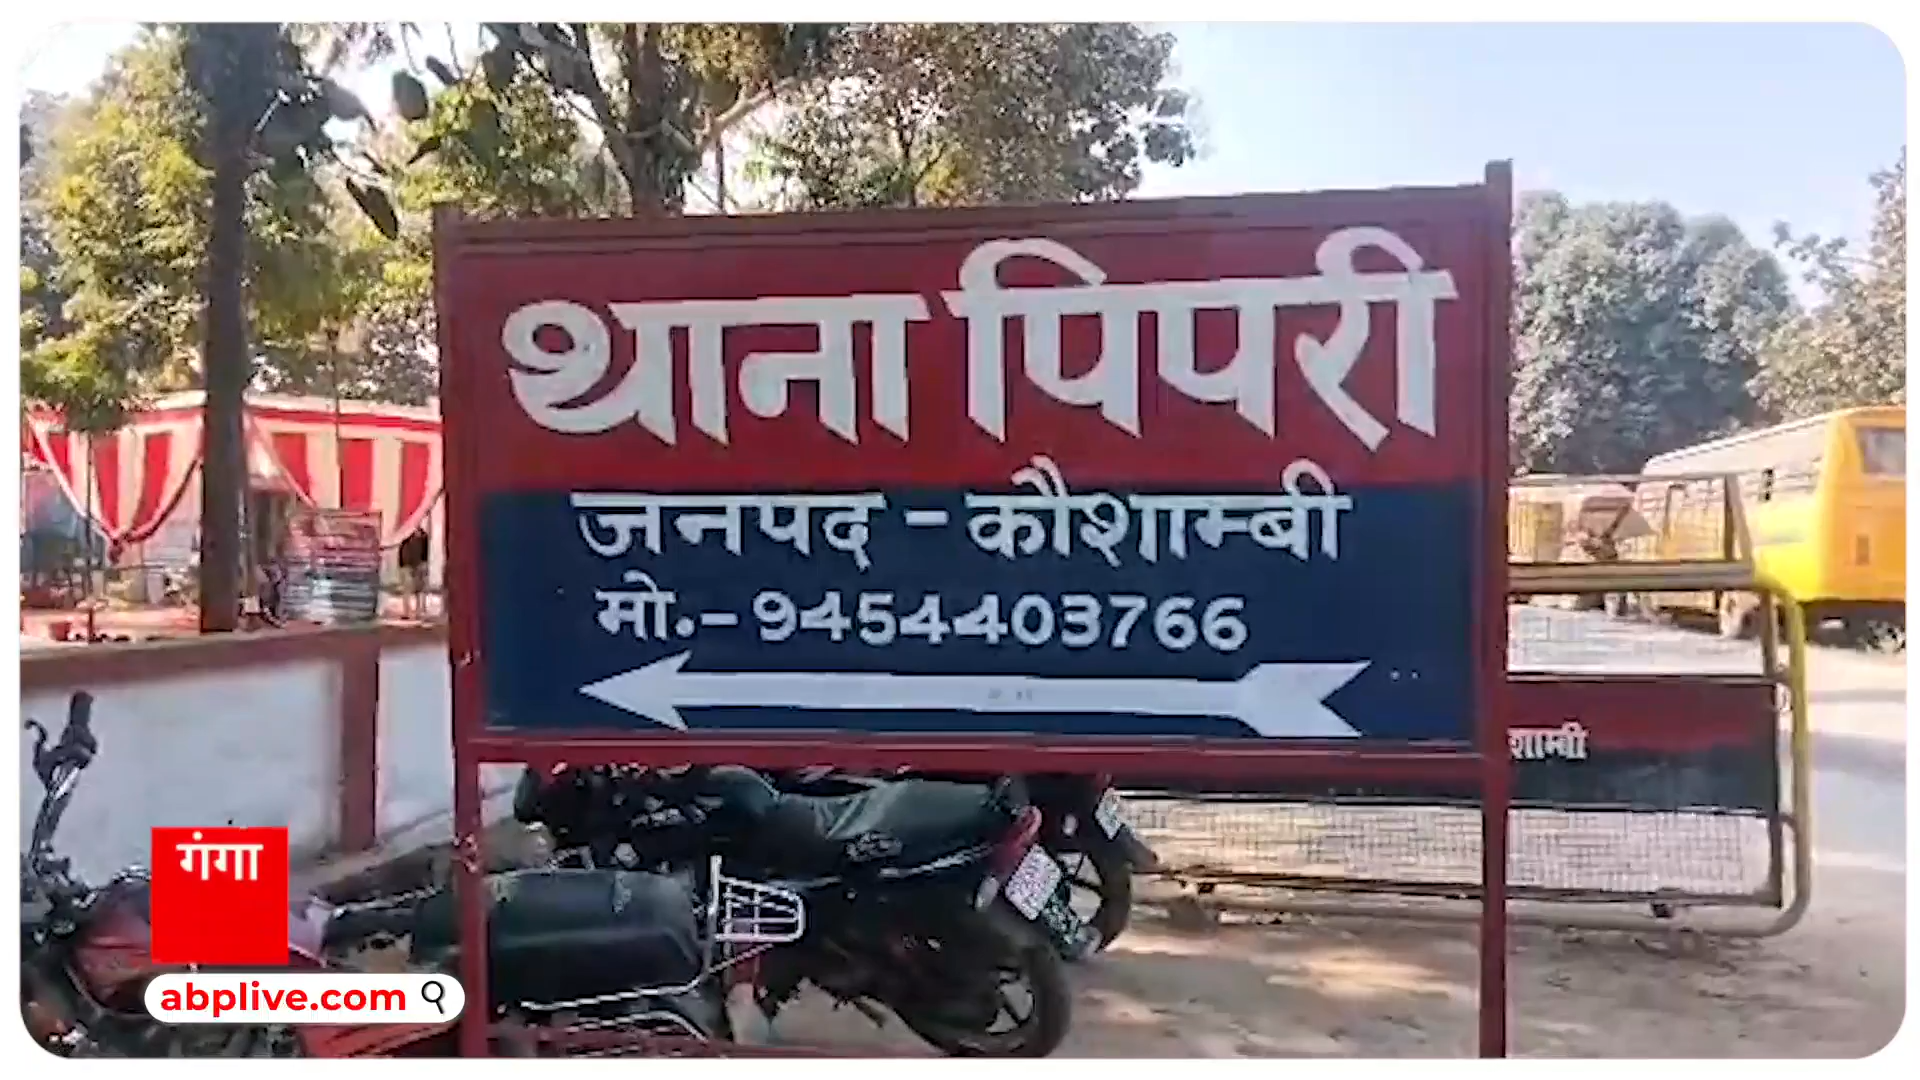 थाना पिपरी
जनपद - कौशाम्बी
मो.- 9454403766
शाम्बी
गंगा
abplive.com